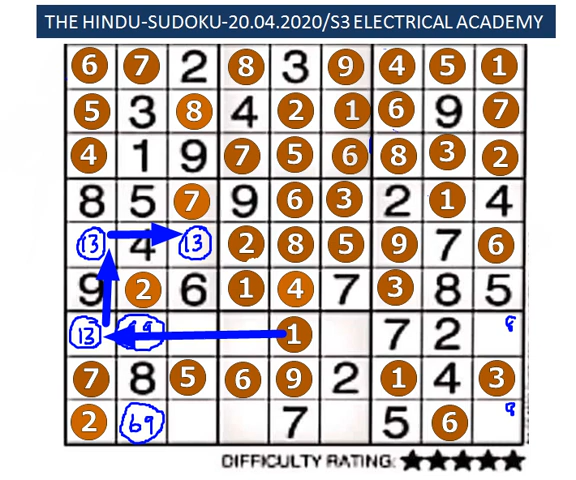 THE HINDU-SUDOKU-20.04.2020/S3 ELECTRICAL ACADEMY
6 7 2 8 3 9 4 5 1
5 3 8 4 2 1 6 9 7
4 1 9 7 5 6 8 3 2
8 5 7 9 6 3 2 1 4
13 4 13 2 8 5 9 7 6
9 2 6 1 4 7 3 8 5
13 69 1 7 2 8
7 8 5 6 9 2 1 4 3
2 69 7 5 6 8
DIFFICULTY RATING: ★★★★★